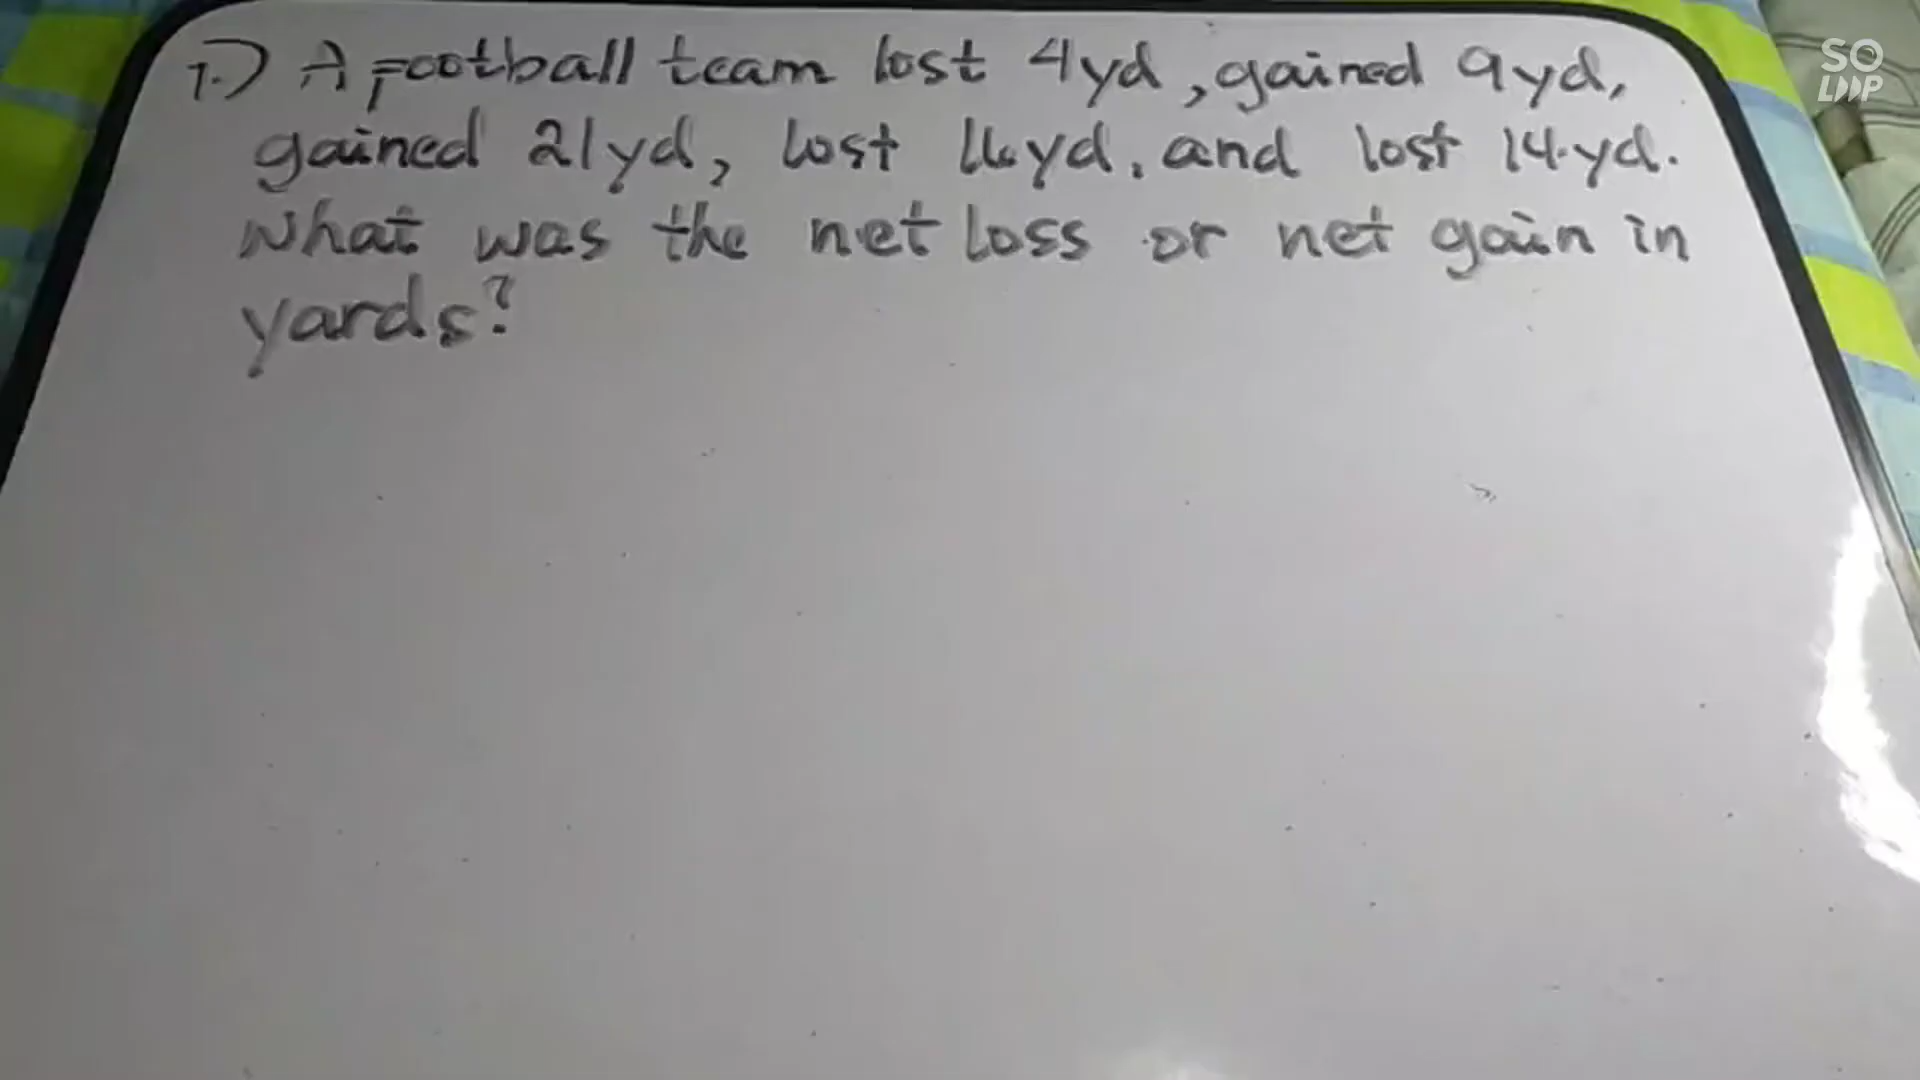 1.) A football team lost 4yd, gained 9yd,
gained 21yd, lost 16yd, and lost 14yd.
What was the net loss or net gain in
yards?
SO
LOOP